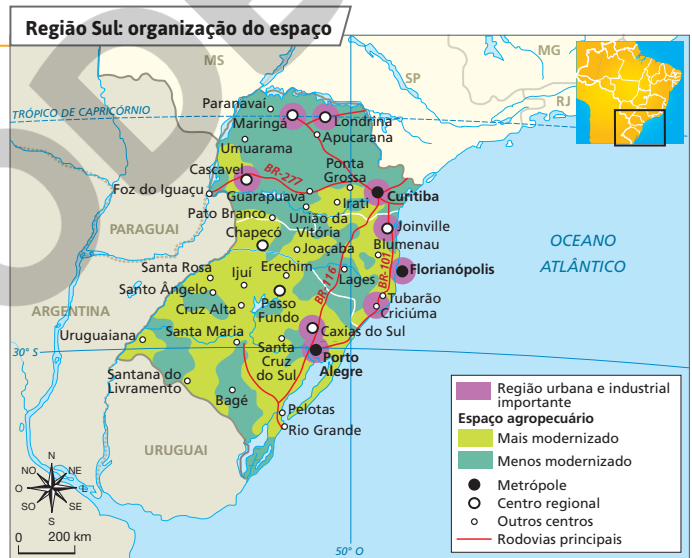 Região Sul: organização do espaço
MS
MG
SP
RJ
TRÓPICO DE CAPRICÓRNIO
Paranavaí
Maringá
Londrina
Apucarana
Umuarama
Ponta
Grossa
Cascavel
BR-277
Foz do Iguaçu
Guarapuava
Irati
Curitiba
PARAGUAI
Pato Branco
União da
Vitória
Joinville
Chapecó
Joaçaba
Blumenau
OCEANO
ATLÂNTICO
Santa Rosa
Ijuí
Erechim
BR-116
Lages
BR-101
Florianópolis
Santo Ângelo
Passo
Fundo
Tubarão
Criciúma
ARGENTINA
Cruz Alta
Uruguaiana
Santa Maria
Caxias do Sul
30° S
Santa
Cruz
do Sul
Porto
Alegre
Santana do
Livramento
Bagé
Pelotas
Rio Grande
URUGUAI
Região urbana e industrial
importante
Espaço agropecuário
Mais modernizado
Menos modernizado
Metrópole
Centro regional
Outros centros
Rodovias principais
N
NO
NE
O
L
SO
SE
S
0 200 km
50° O